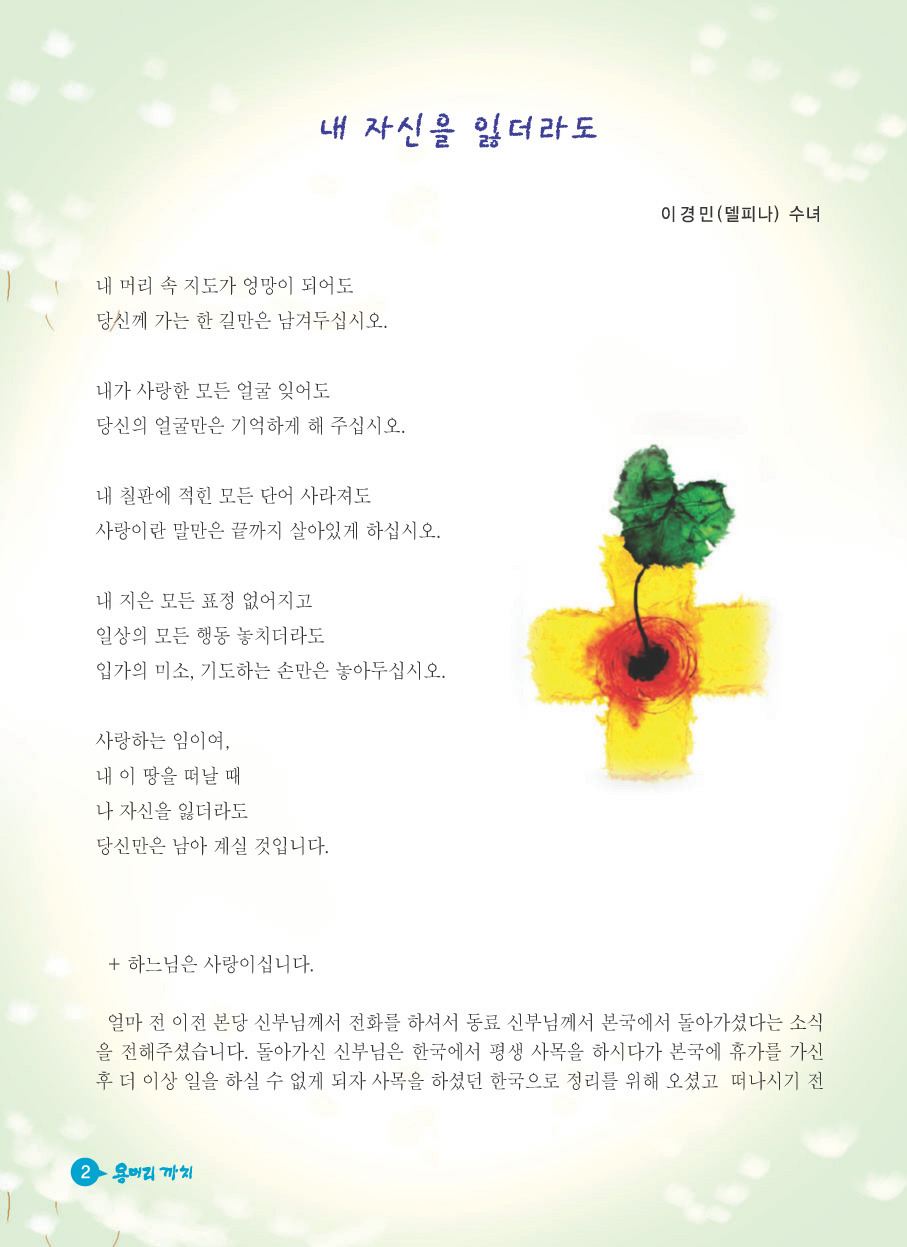 내 자신을 잃더라도
이경민(델피나) 수녀
내 머리 속 지도가 엉망이 되어도
당신께 가는 한 길만은 남겨두십시오.
내가 사랑한 모든 얼굴 잊어도
당신의 얼굴만은 기억하게 해 주십시오.
내 칠판에 적힌 모든 단어 사라져도
사랑이란 말만은 끝까지 살아있게 하십시오.
내 지은 모든 표정 없어지고
일상의 모든 행동 놓치더라도
입가의 미소, 기도하는 손만은 놓아두십시오.
사랑하는 임이여,
내 이 땅을 떠날 때
나 자신을 잃더라도
당신만은 남아 계실 것입니다.
+ 하느님은 사랑이십니다.
얼마 전 이전 본당 신부님께서 전화를 하셔서 동료 신부님께서 본국에서 돌아가셨다는 소식
을 전해주셨습니다. 돌아가신 신부님은 한국에서 평생 사목을 하시다가 본국에 휴가를 가신
후 더 이상 일을 하실 수 없게 되자 사목을 하셨던 한국으로 정리를 위해 오셨고 떠나시기 전
2 용머리 까치